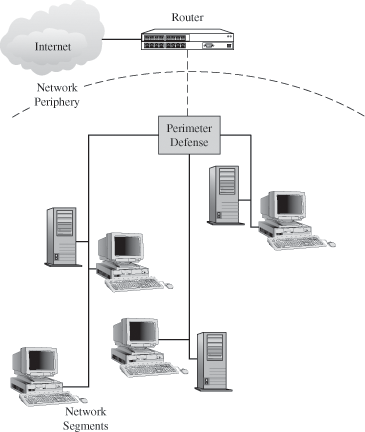 Router
Internet
Network
Periphery
Perimeter
Defense
Network
Segments